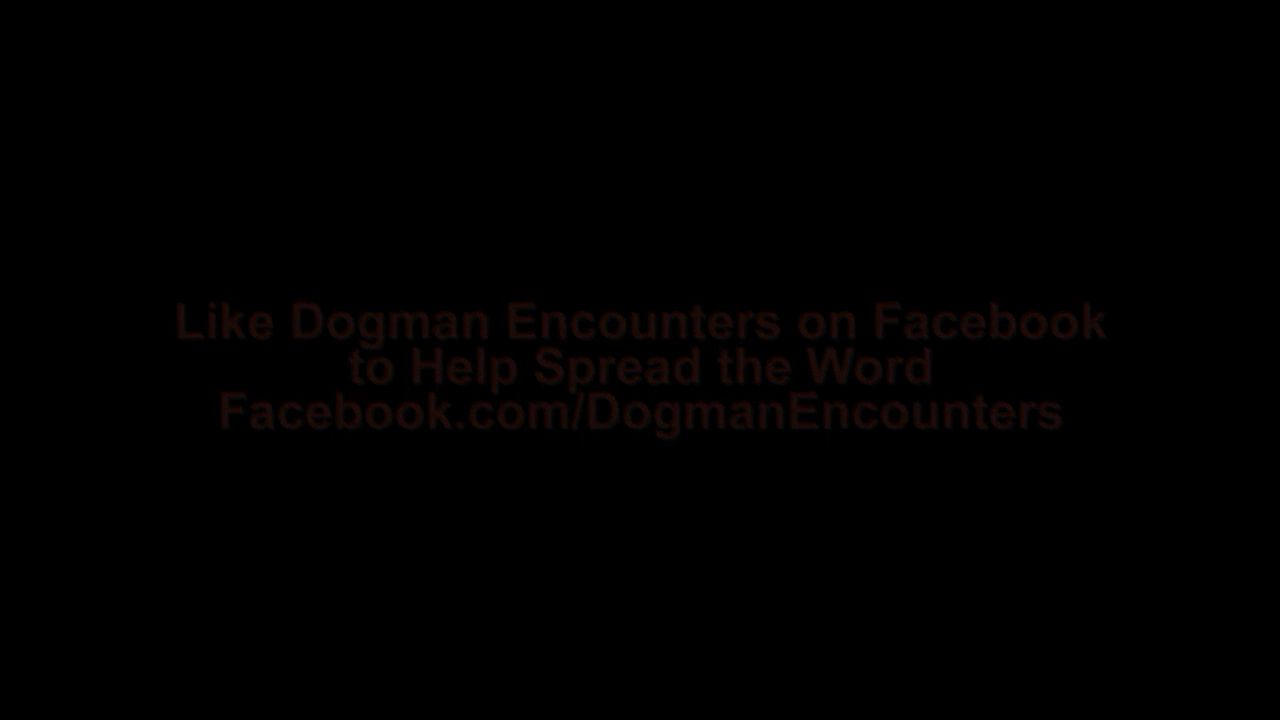 Like Dogman Encounters on Facebook
to Help Spread the Word
Facebook.com/DogmanEncounters